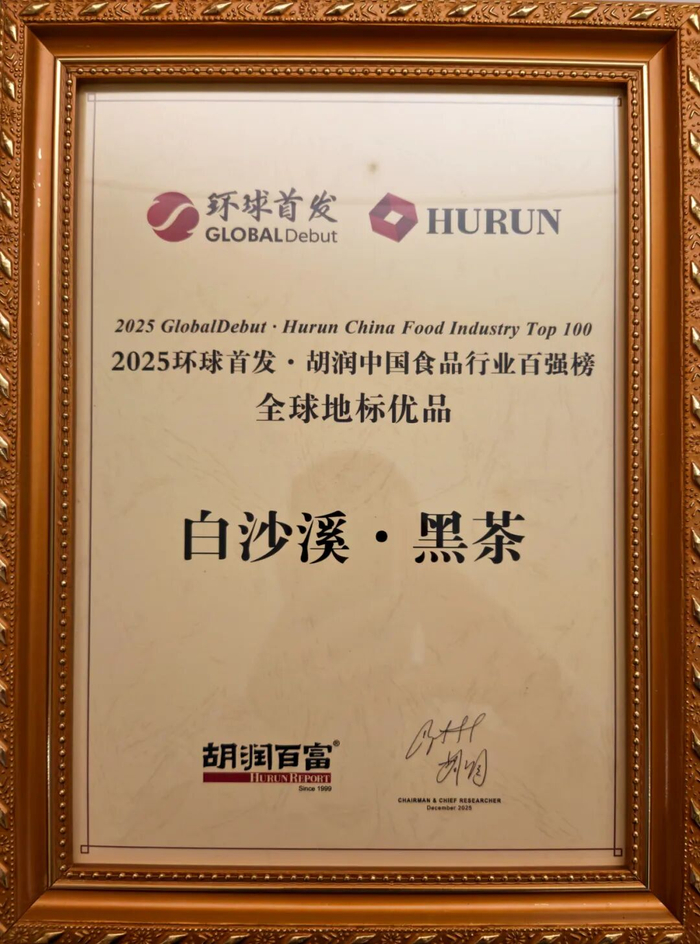 环球首发
GLOBALDebut
HURUN
2025 GlobalDebut · Hurun China Food Industry Top 100
2025环球首发·胡润中国食品行业百强榜
全球地标优品
白沙溪·黑茶
胡润百富®
HURUN REPORT
Since 1999
胡润
CHAIRMAN & CHIEF RESEARCHER
December 2025